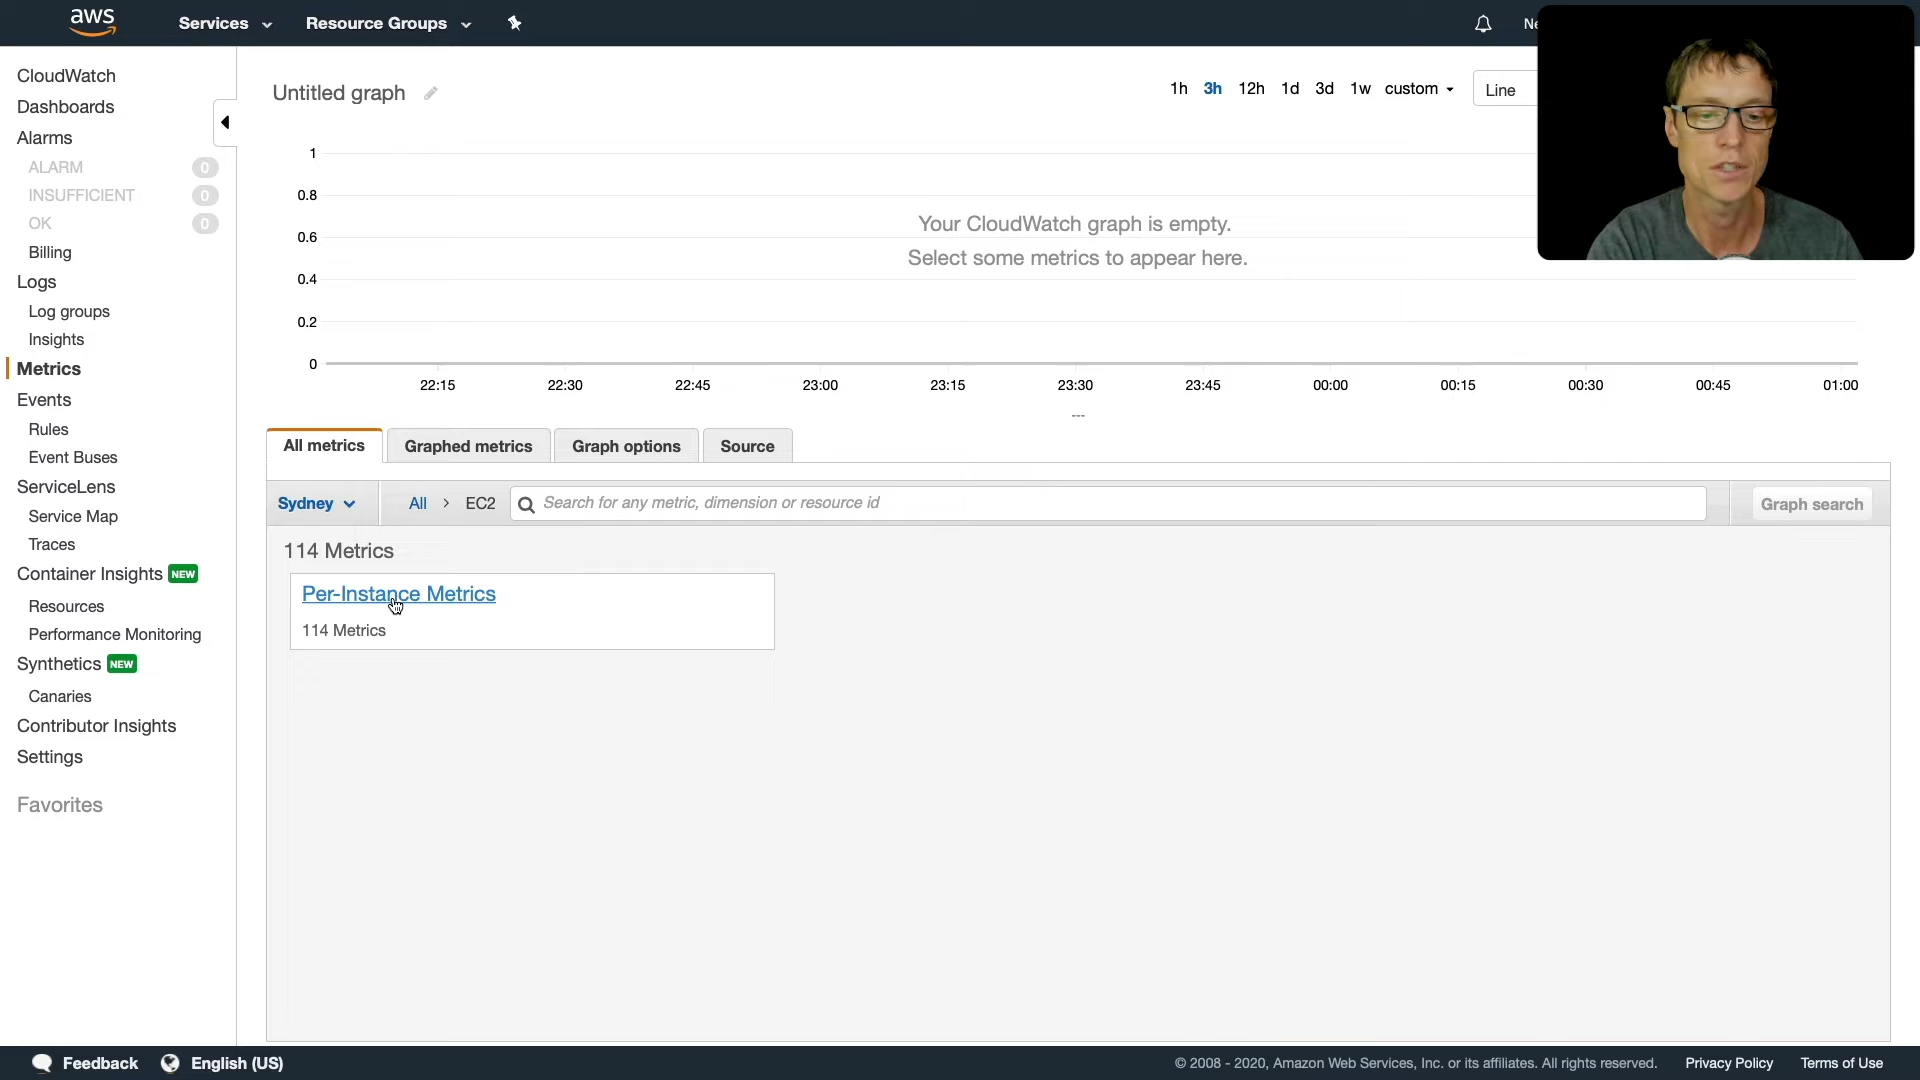 aws Services Resource Groups
CloudWatch
Dashboards
Alarms
ALARM 0
INSUFFICIENT 0
OK 0
Billing
Logs
Log groups
Insights
Metrics
Events
Rules
Event Buses
ServiceLens
Service Map
Traces
Container Insights NEW
Resources
Performance Monitoring
Synthetics NEW
Canaries
Contributor Insights
Settings
Favorites
Untitled graph
1h 3h 12h 1d 3d 1w custom Line
1
0.8
0.6
0.4
0.2
0
Your CloudWatch graph is empty.
Select some metrics to appear here.
22:15 22:30 22:45 23:00 23:15 23:30 23:45 00:00 00:15 00:30 00:45 01:00
---
All metrics Graphed metrics Graph options Source
Sydney All > EC2 Search for any metric, dimension or resource id Graph search
114 Metrics
Per-Instance Metrics
114 Metrics
Feedback English (US) © 2008 - 2020, Amazon Web Services, Inc. or its affiliates. All rights reserved. Privacy Policy Terms of Use